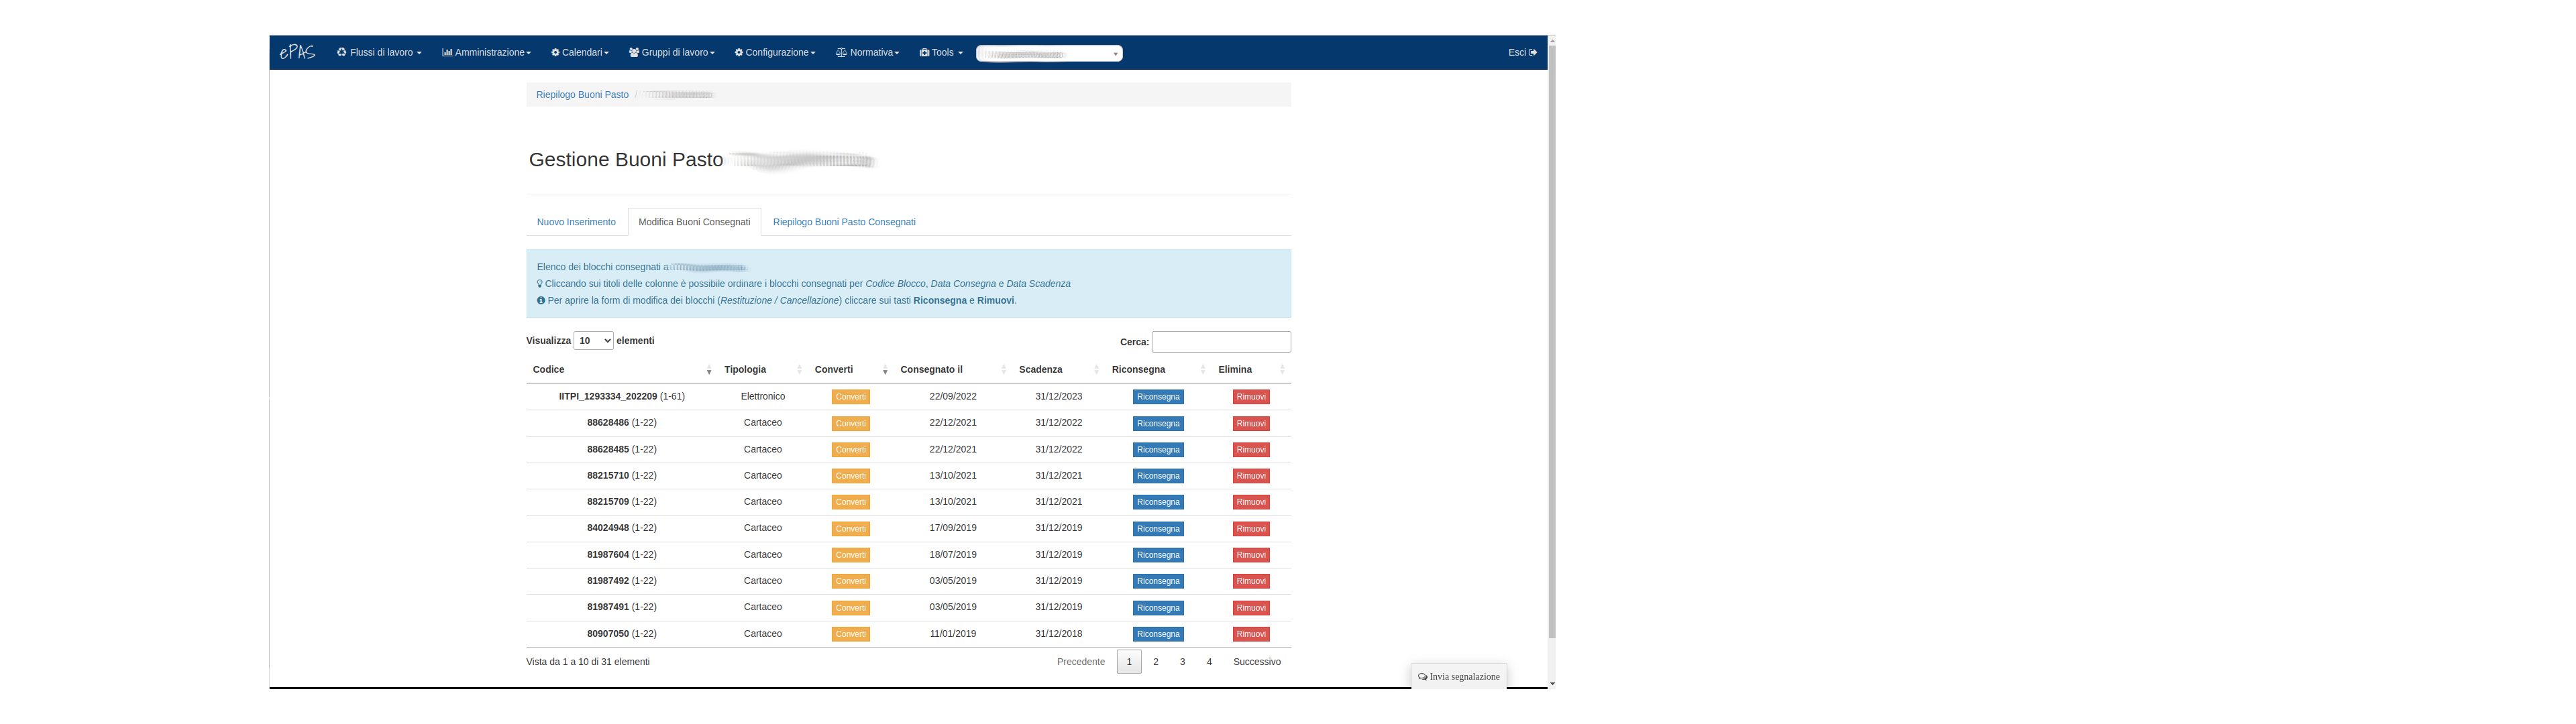 ePAS Flussi di lavoro Amministrazione Calendari Gruppi di lavoro Configurazione Normativa Tools Esci
Riepilogo Buoni Pasto /
Gestione Buoni Pasto
Nuovo Inserimento Modifica Buoni Consegnati Riepilogo Buoni Pasto Consegnati
Elenco dei blocchi consegnati a
Cliccando sui titoli delle colonne è possibile ordinare i blocchi consegnati per Codice Blocco, Data Consegna e Data Scadenza
Per aprire la form di modifica dei blocchi (Restituzione / Cancellazione) cliccare sui tasti Riconsegna e Rimuovi.
Visualizza 10 elementi Cerca:
Codice Tipologia Converti Consegnato il Scadenza Riconsegna Elimina
IITPI_1293334_202209 (1-61) Elettronico Converti 22/09/2022 31/12/2023 Riconsegna Rimuovi
88628486 (1-22) Cartaceo Converti 22/12/2021 31/12/2022 Riconsegna Rimuovi
88628485 (1-22) Cartaceo Converti 22/12/2021 31/12/2022 Riconsegna Rimuovi
88215710 (1-22) Cartaceo Converti 13/10/2021 31/12/2021 Riconsegna Rimuovi
88215709 (1-22) Cartaceo Converti 13/10/2021 31/12/2021 Riconsegna Rimuovi
84024948 (1-22) Cartaceo Converti 17/09/2019 31/12/2019 Riconsegna Rimuovi
81987604 (1-22) Cartaceo Converti 18/07/2019 31/12/2019 Riconsegna Rimuovi
81987492 (1-22) Cartaceo Converti 03/05/2019 31/12/2019 Riconsegna Rimuovi
81987491 (1-22) Cartaceo Converti 03/05/2019 31/12/2019 Riconsegna Rimuovi
80907050 (1-22) Cartaceo Converti 11/01/2019 31/12/2018 Riconsegna Rimuovi
Vista da 1 a 10 di 31 elementi Precedente 1 2 3 4 Successivo
Invia segnalazione